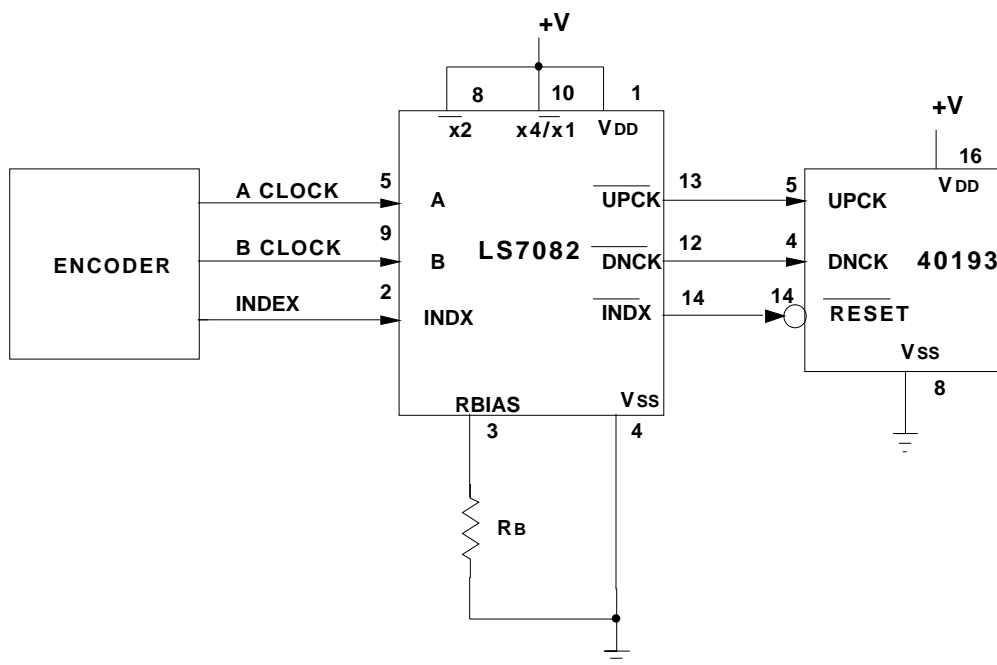 +V
8
10
1
x2
x4/x1
VDD
+V
16
VDD
A CLOCK
5
A
UPCK
13
5
UPCK
B CLOCK
9
B
LS7082
DNCK
12
4
DNCK
40193
ENCODER
INDEX
2
INDX
INDX
14
14
RESET
VSS
8
RBIAS
VSS
3
4
RB